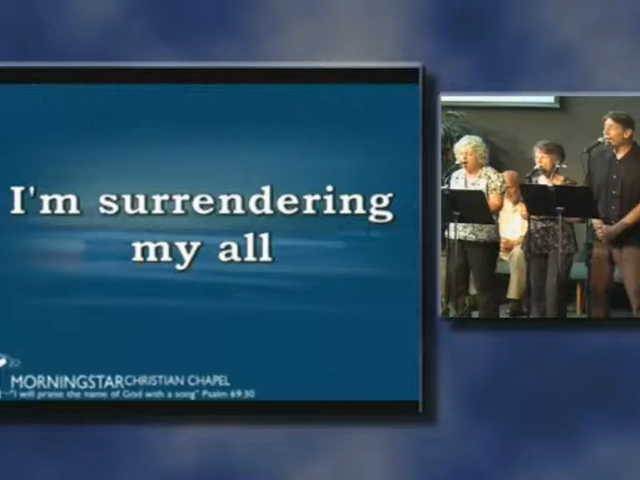 I'm surrendering
my all
MORNINGSTAR CHRISTIAN CHAPEL
"I will praise the name of God with a song" Psalm 69:30